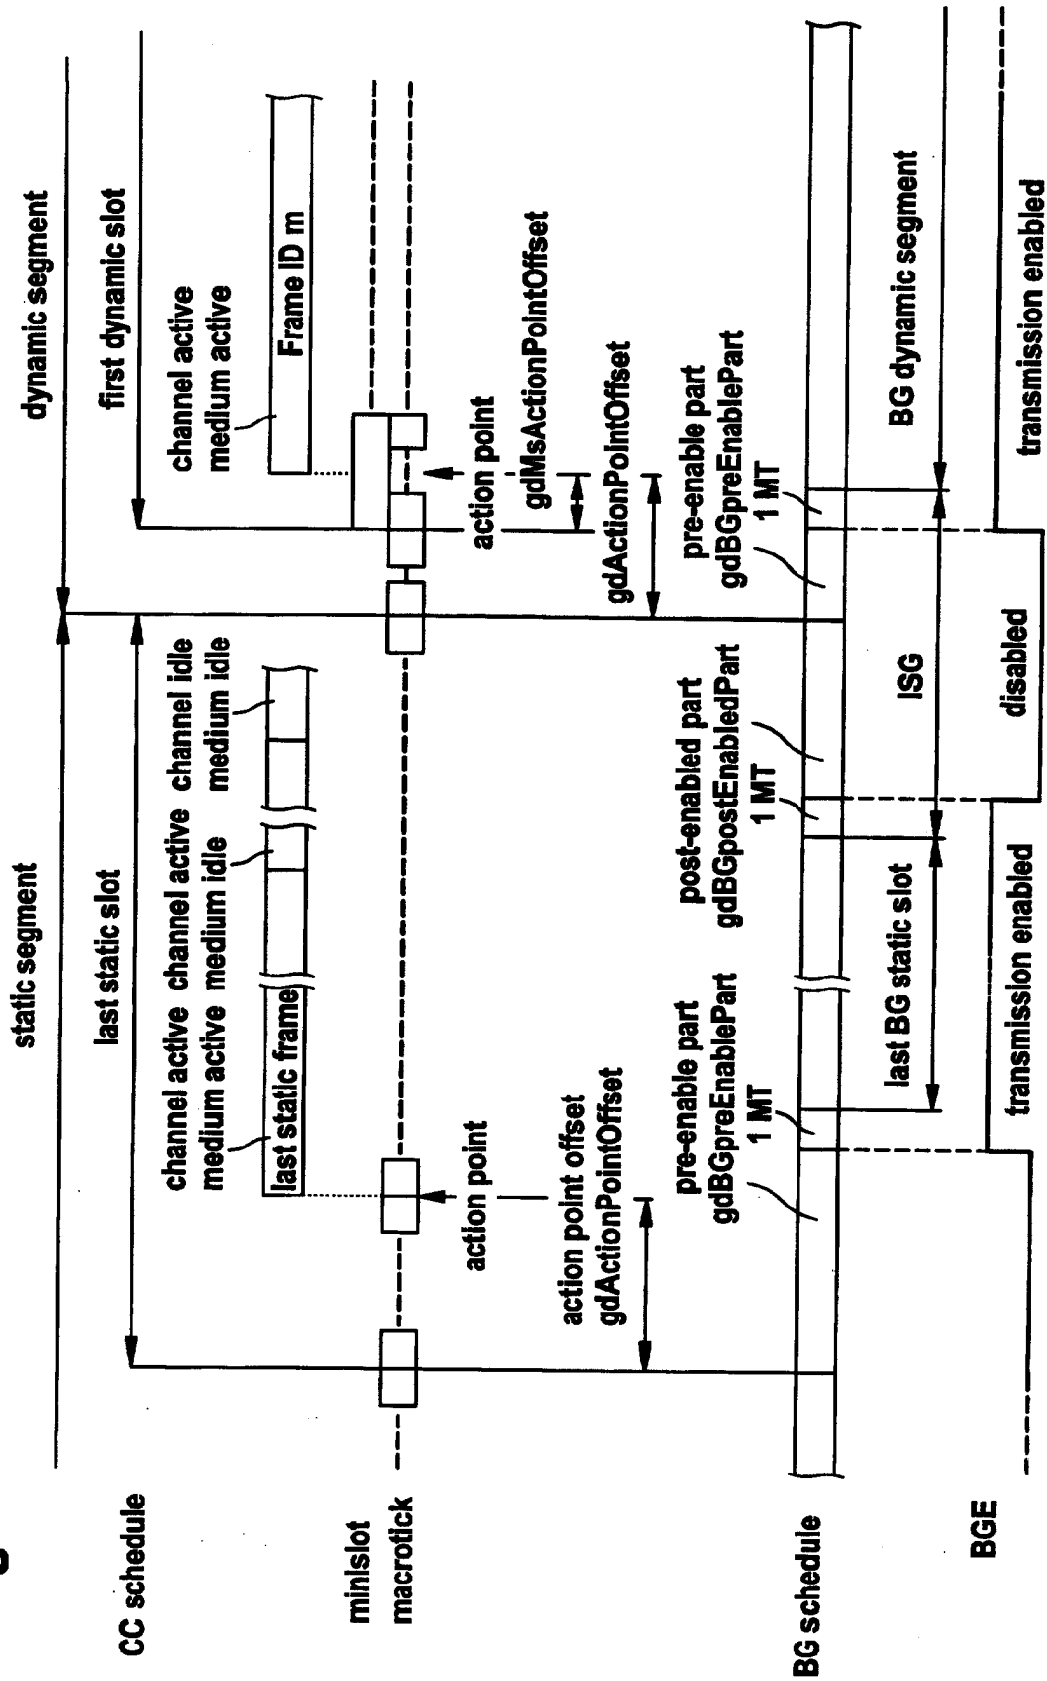 static segment
dynamic segment
CC schedule
last static slot
first dynamic slot
channel active
medium active
channel active
medium idle
channel idle
medium idle
channel active
medium active
last static frame
Frame ID m
minislot
macrotick
action point
action point
action point offset
gdActionPointOffset
gdMsActionPointOffset
gdActionPointOffset
pre-enable part
gdBGpreEnablePart
1 MT
post-enabled part
gdBGpostEnabledPart
1 MT
pre-enable part
gdBGpreEnablePart
1 MT
BG schedule
last BG static slot
ISG
BG dynamic segment
BGE
transmission enabled
disabled
transmission enabled